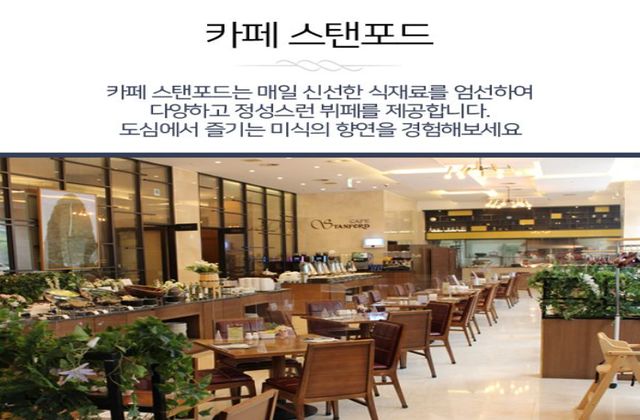 카페 스탠포드
카페 스탠포드는 매일 신선한 식재료를 엄선하여
다양하고 정성스런 뷔페를 제공합니다.
도심에서 즐기는 미식의 향연을 경험해보세요
CAFE
STANFORD